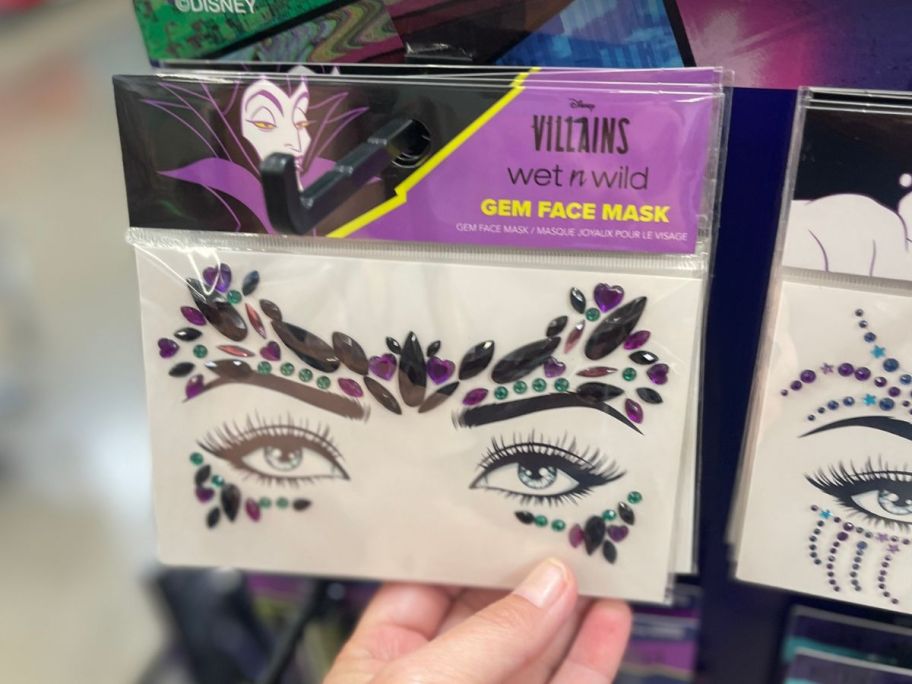 ©DISNEY
Disney
VILLAINS
wet n wild
GEM FACE MASK
GEM FACE MASK / MASQUE JOYAUX POUR LE VISAGE